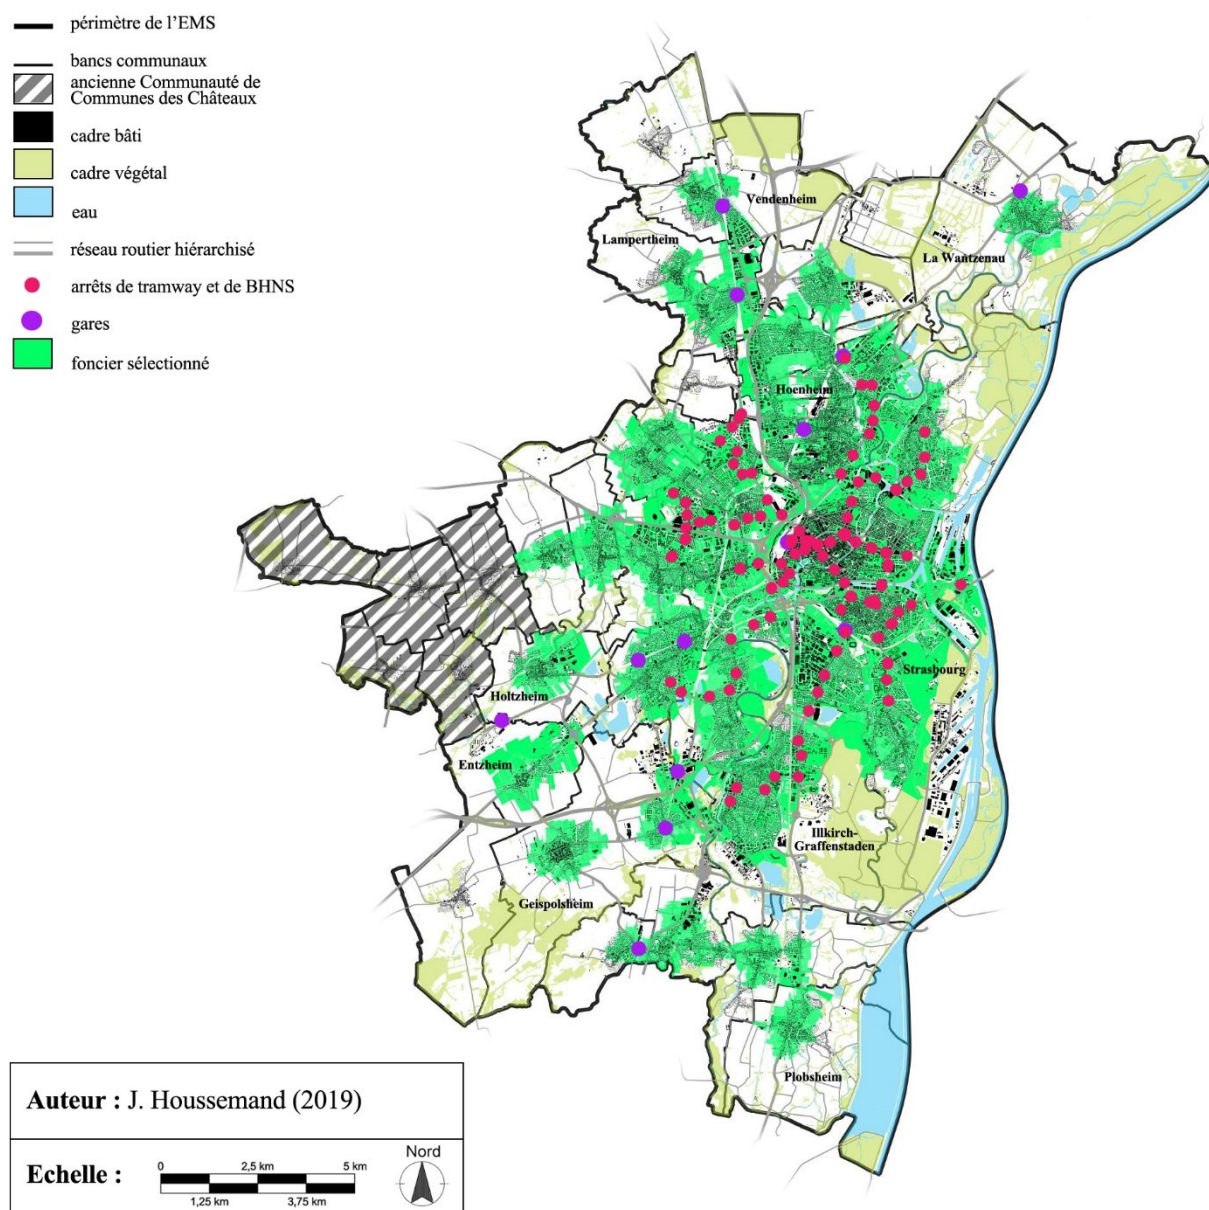 périmètre de l’EMS
bancs communaux
ancienne Communauté de
Communes des Châteaux
cadre bâti
cadre végétal
eau
réseau routier hiérarchisé
arrêts de tramway et de BHNS
gares
foncier sélectionné
Vendenheim
Lampertheim
La Wantzenau
Hoenheim
Strasbourg
Holtzheim
Entzheim
Illkirch-
Graffenstaden
Geispolsheim
Plobsheim
Auteur : J. Houssemand (2019)
Echelle :
0 2,5 km 5 km
1,25 km 3,75 km
Nord